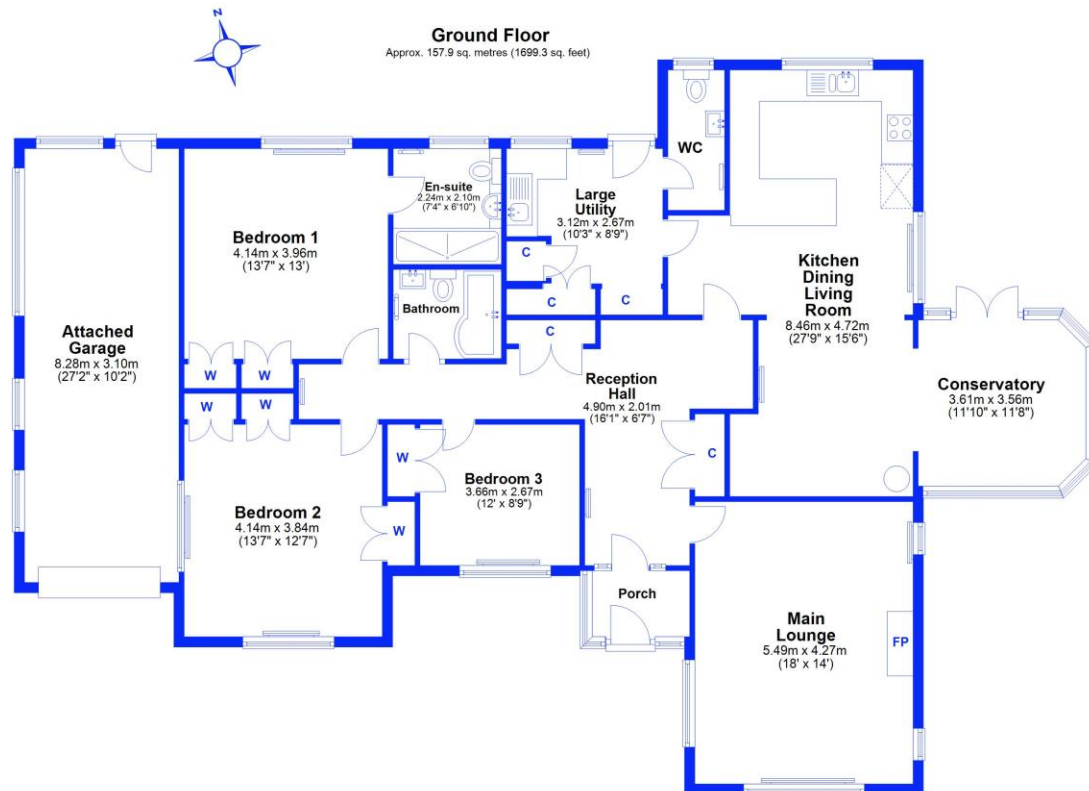 N
Ground Floor
Approx. 157.9 sq. metres (1699.3 sq. feet)
WC
En-suite
2.24m x 2.10m
(7'4" x 6'10")
Large
Utility
3.12m x 2.67m
(10'3" x 8'9")
Bedroom 1
4.14m x 3.96m
(13'7" x 13')
C
Kitchen
Dining
Living
Room
8.46m x 4.72m
(27'9" x 15'6")
Bathroom
C
C
Attached
Garage
8.28m x 3.10m
(27'2" x 10'2")
C
W
W
Reception
Hall
4.90m x 2.01m
(16'1" x 6'7")
Conservatory
3.61m x 3.56m
(11'10" x 11'8")
W
W
C
W
Bedroom 3
3.66m x 2.67m
(12' x 8'9")
Bedroom 2
4.14m x 3.84m
(13'7" x 12'7")
W
Porch
Main
Lounge
5.49m x 4.27m
(18' x 14')
FP